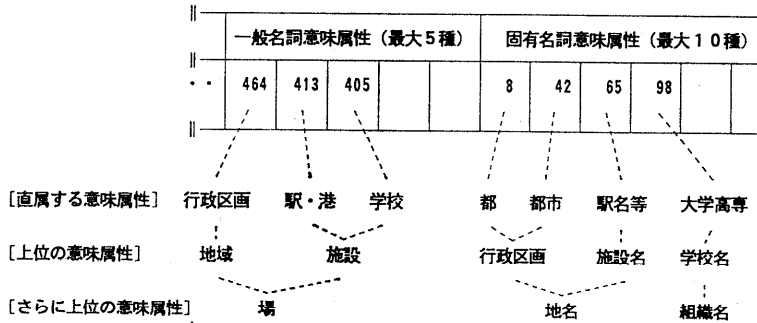 一般名詞意味属性（最大５種） 固有名詞意味属性（最大１０種）
・・ 464 413 405 8 42 65 98
［直属する意味属性］ 行政区画 駅・港 学校 都 都市 駅名等 大学高専
［上位の意味属性］ 地域 施設 行政区画 施設名 学校名
［さらに上位の意味属性］ 場 地名 組織名